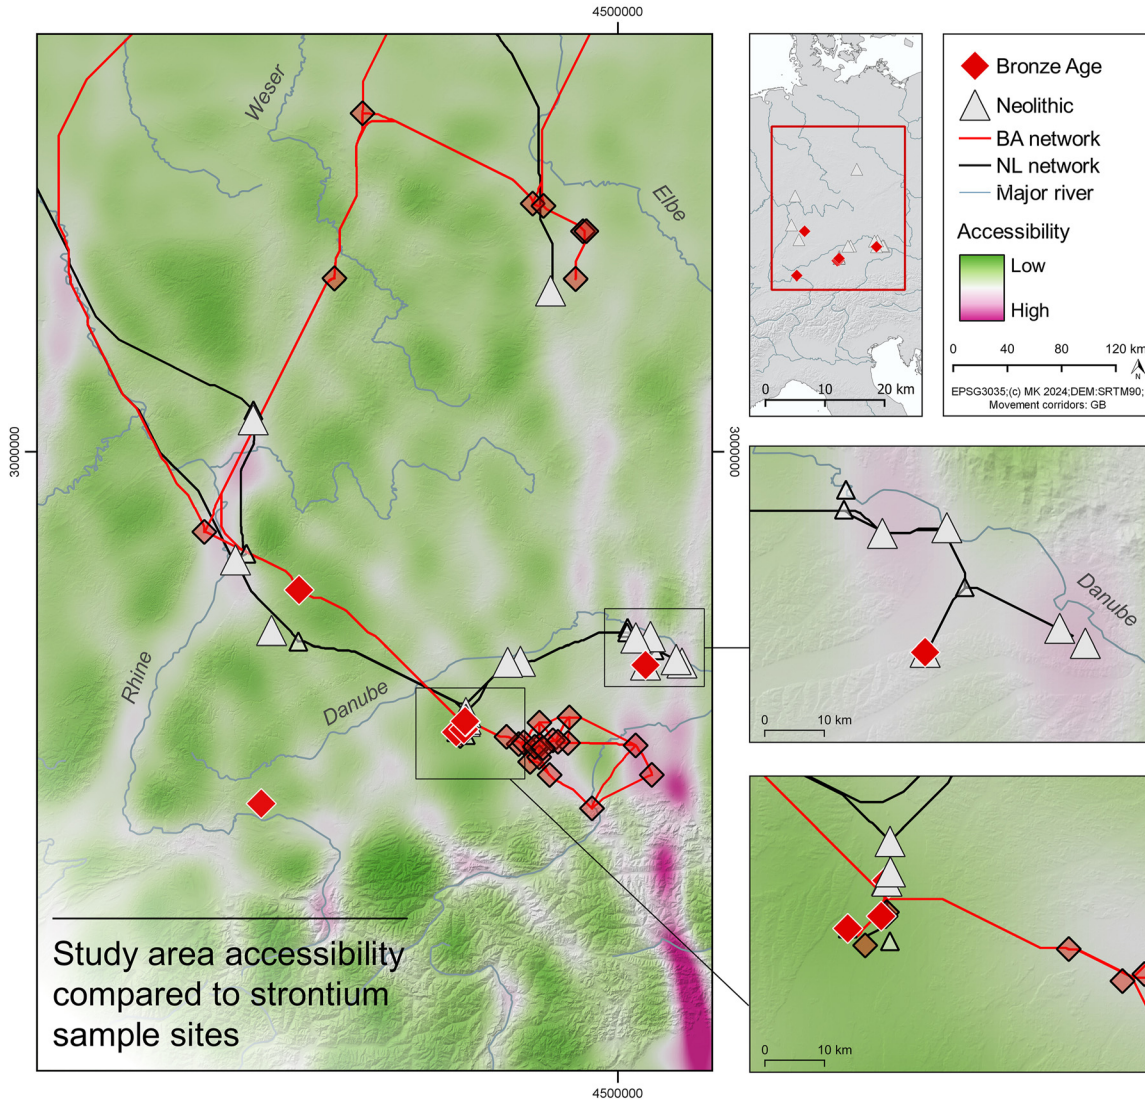 4500000
Weser
Elbe
3000000
3000000
Rhine
Danube
Study area accessibility
compared to strontium
sample sites
4500000
0 10 20 km
Bronze Age
Neolithic
BA network
NL network
Major river
Accessibility
Low
High
0 40 80 120 km
N
EPSG3035;(c) MK 2024;DEM:SRTM90;
Movement corridors: GB
Danube
0 10 km
0 10 km